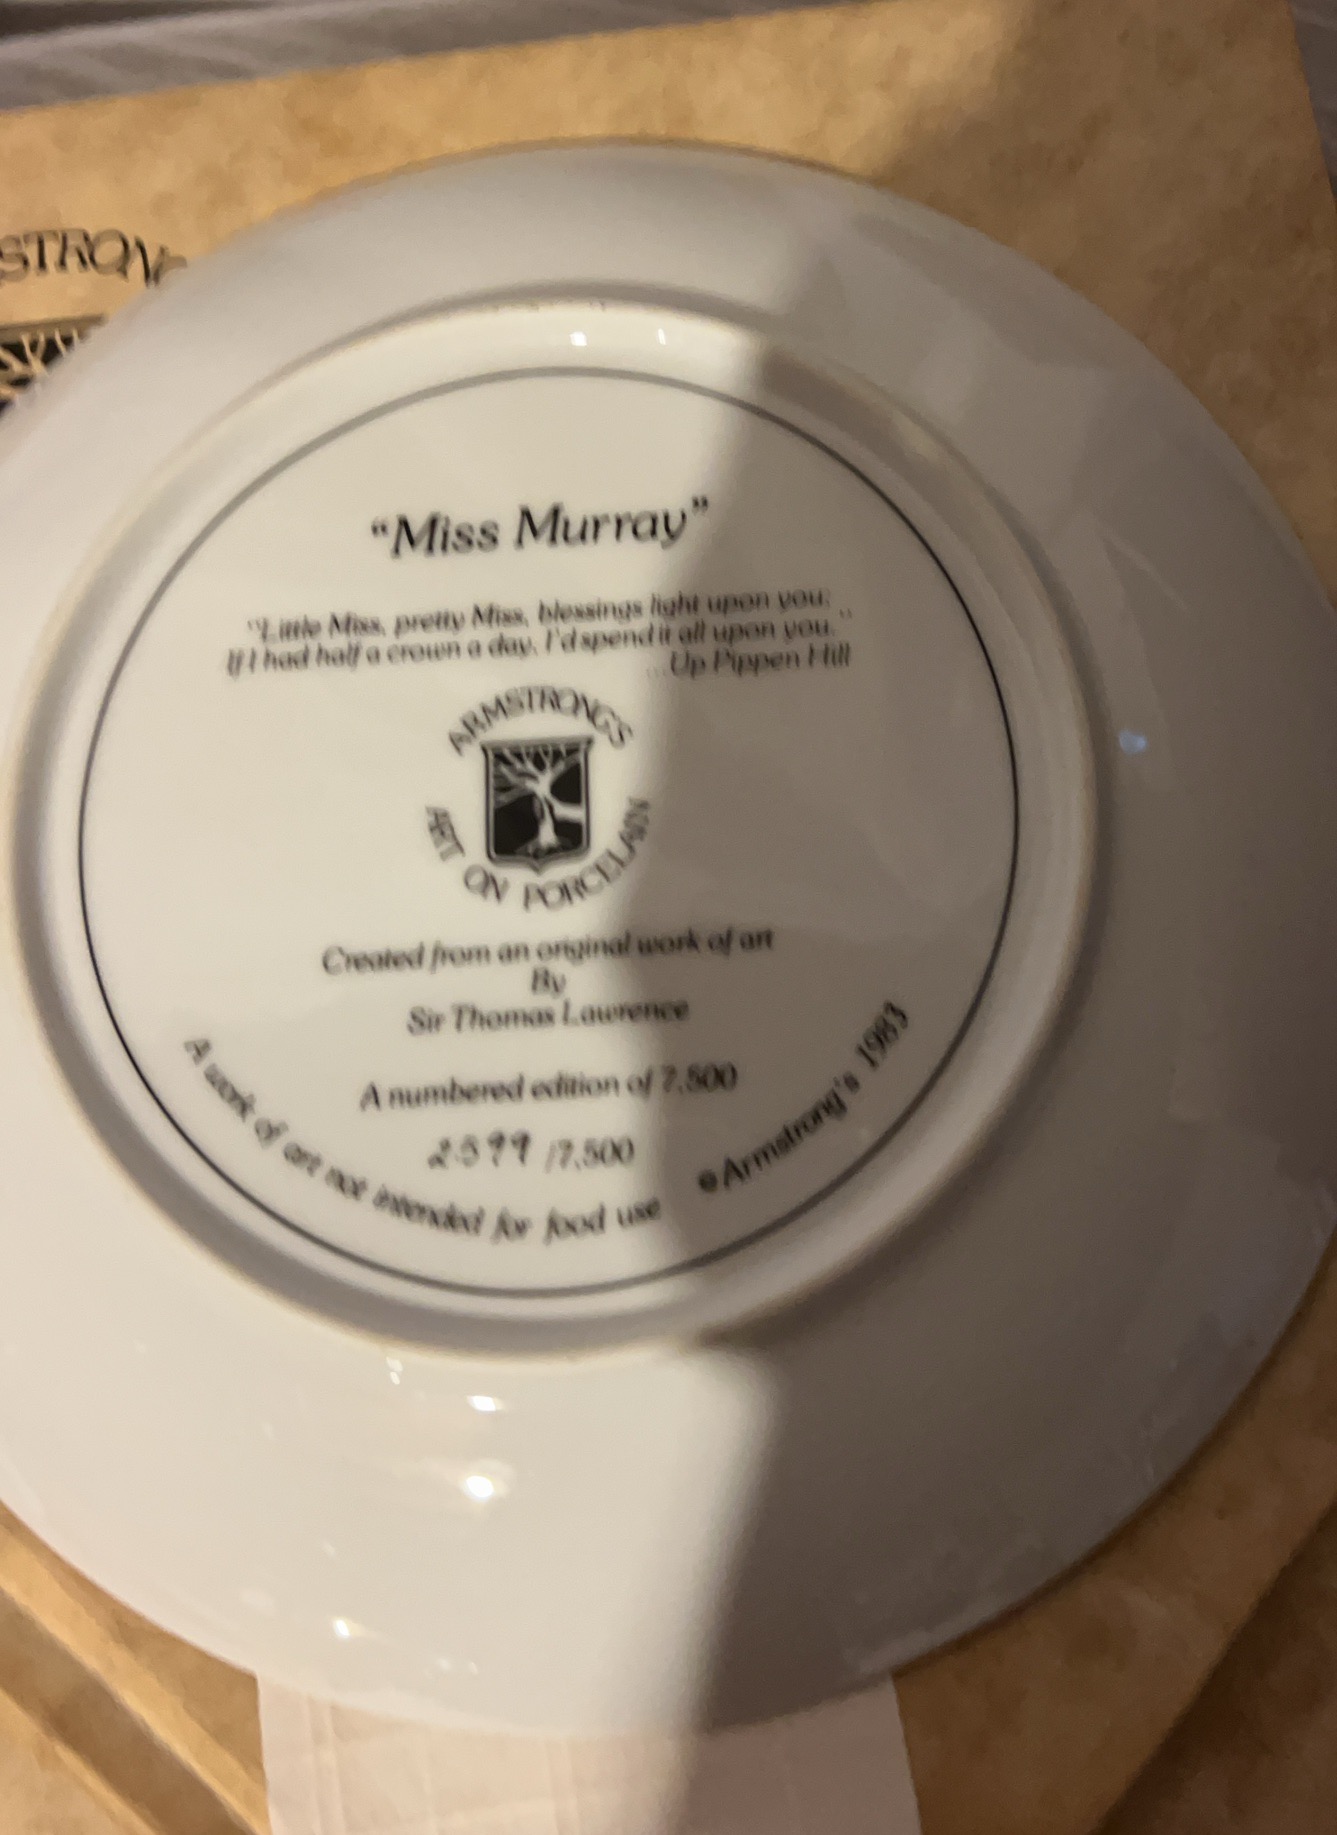 STRONG
"Miss Murray"
"Little Miss, pretty Miss, blessings light upon you;
If I had half a crown a day, I'd spend it all upon you."
...Up Pippen Hill
ARMSTRONG'S
ART ON PORCELAIN
Created from an original work of art
By
Sir Thomas Lawrence
A numbered edition of 7,500
2599 /7,500
A work of art not intended for food use
©Armstrong's 1983